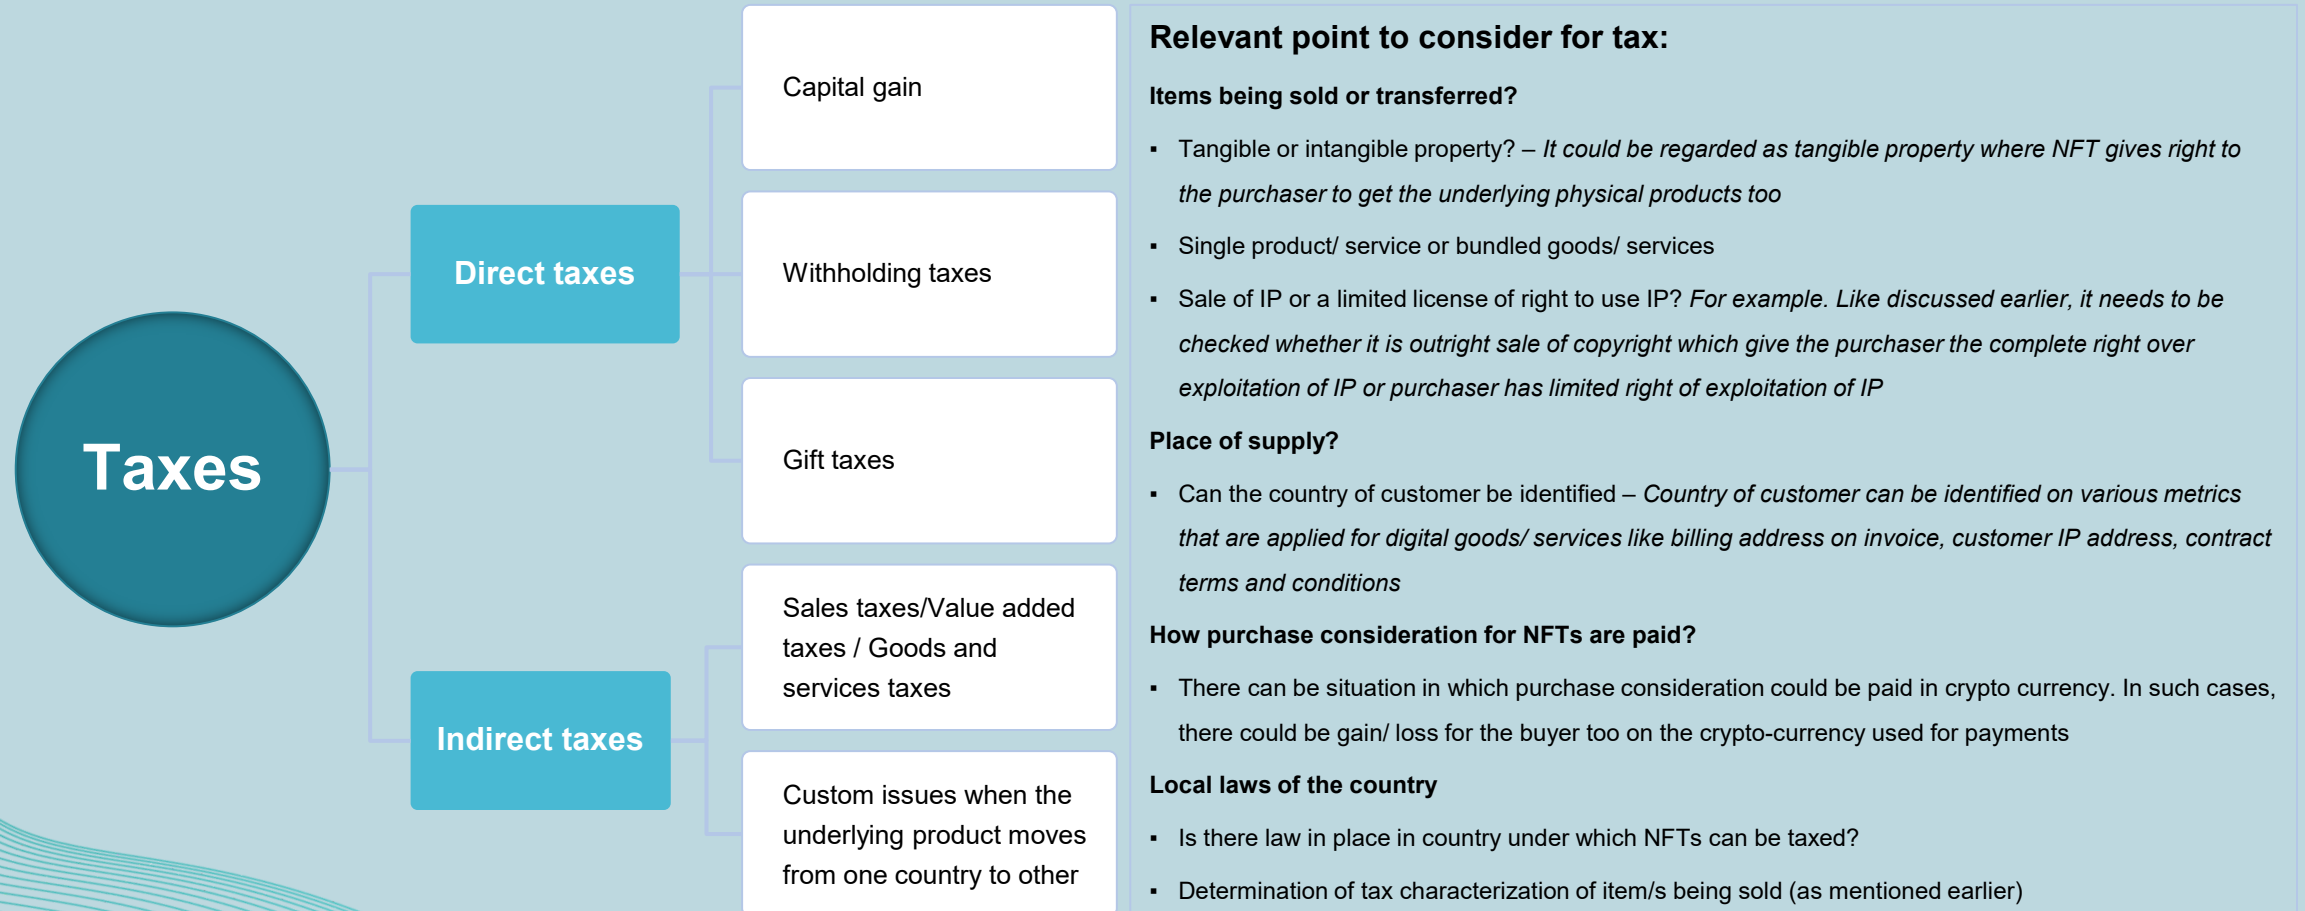 Taxes
Direct taxes
Indirect taxes
Capital gain
Withholding taxes
Gift taxes
Sales taxes/Value added
taxes / Goods and
services taxes
Custom issues when the
underlying product moves
from one country to other
Relevant point to consider for tax:
Items being sold or transferred?
▪ Tangible or intangible property? – It could be regarded as tangible property where NFT gives right to
the purchaser to get the underlying physical products too
▪ Single product/ service or bundled goods/ services
▪ Sale of IP or a limited license of right to use IP? For example. Like discussed earlier, it needs to be
checked whether it is outright sale of copyright which give the purchaser the complete right over
exploitation of IP or purchaser has limited right of exploitation of IP
Place of supply?
▪ Can the country of customer be identified – Country of customer can be identified on various metrics
that are applied for digital goods/ services like billing address on invoice, customer IP address, contract
terms and conditions
How purchase consideration for NFTs are paid?
▪ There can be situation in which purchase consideration could be paid in crypto currency. In such cases,
there could be gain/ loss for the buyer too on the crypto-currency used for payments
Local laws of the country
▪ Is there law in place in country under which NFTs can be taxed?
▪ Determination of tax characterization of item/s being sold (as mentioned earlier)